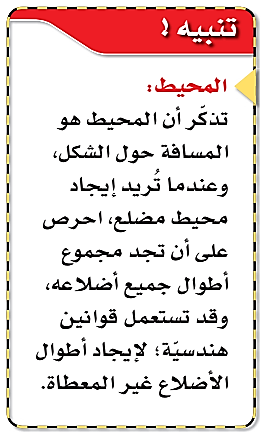 تنبيه !
المحيط:
تذكّر أن المحيط هو
المسافة حول الشكل،
وعندما تُريد إيجاد
محيط مضلع، احرص
على أن تجد مجموع
أطوال جميع أضلاعه،
وقد تستعمل قوانين
هندسيّة؛ لإيجاد أطوال
الأضلاع غير المعطاة.